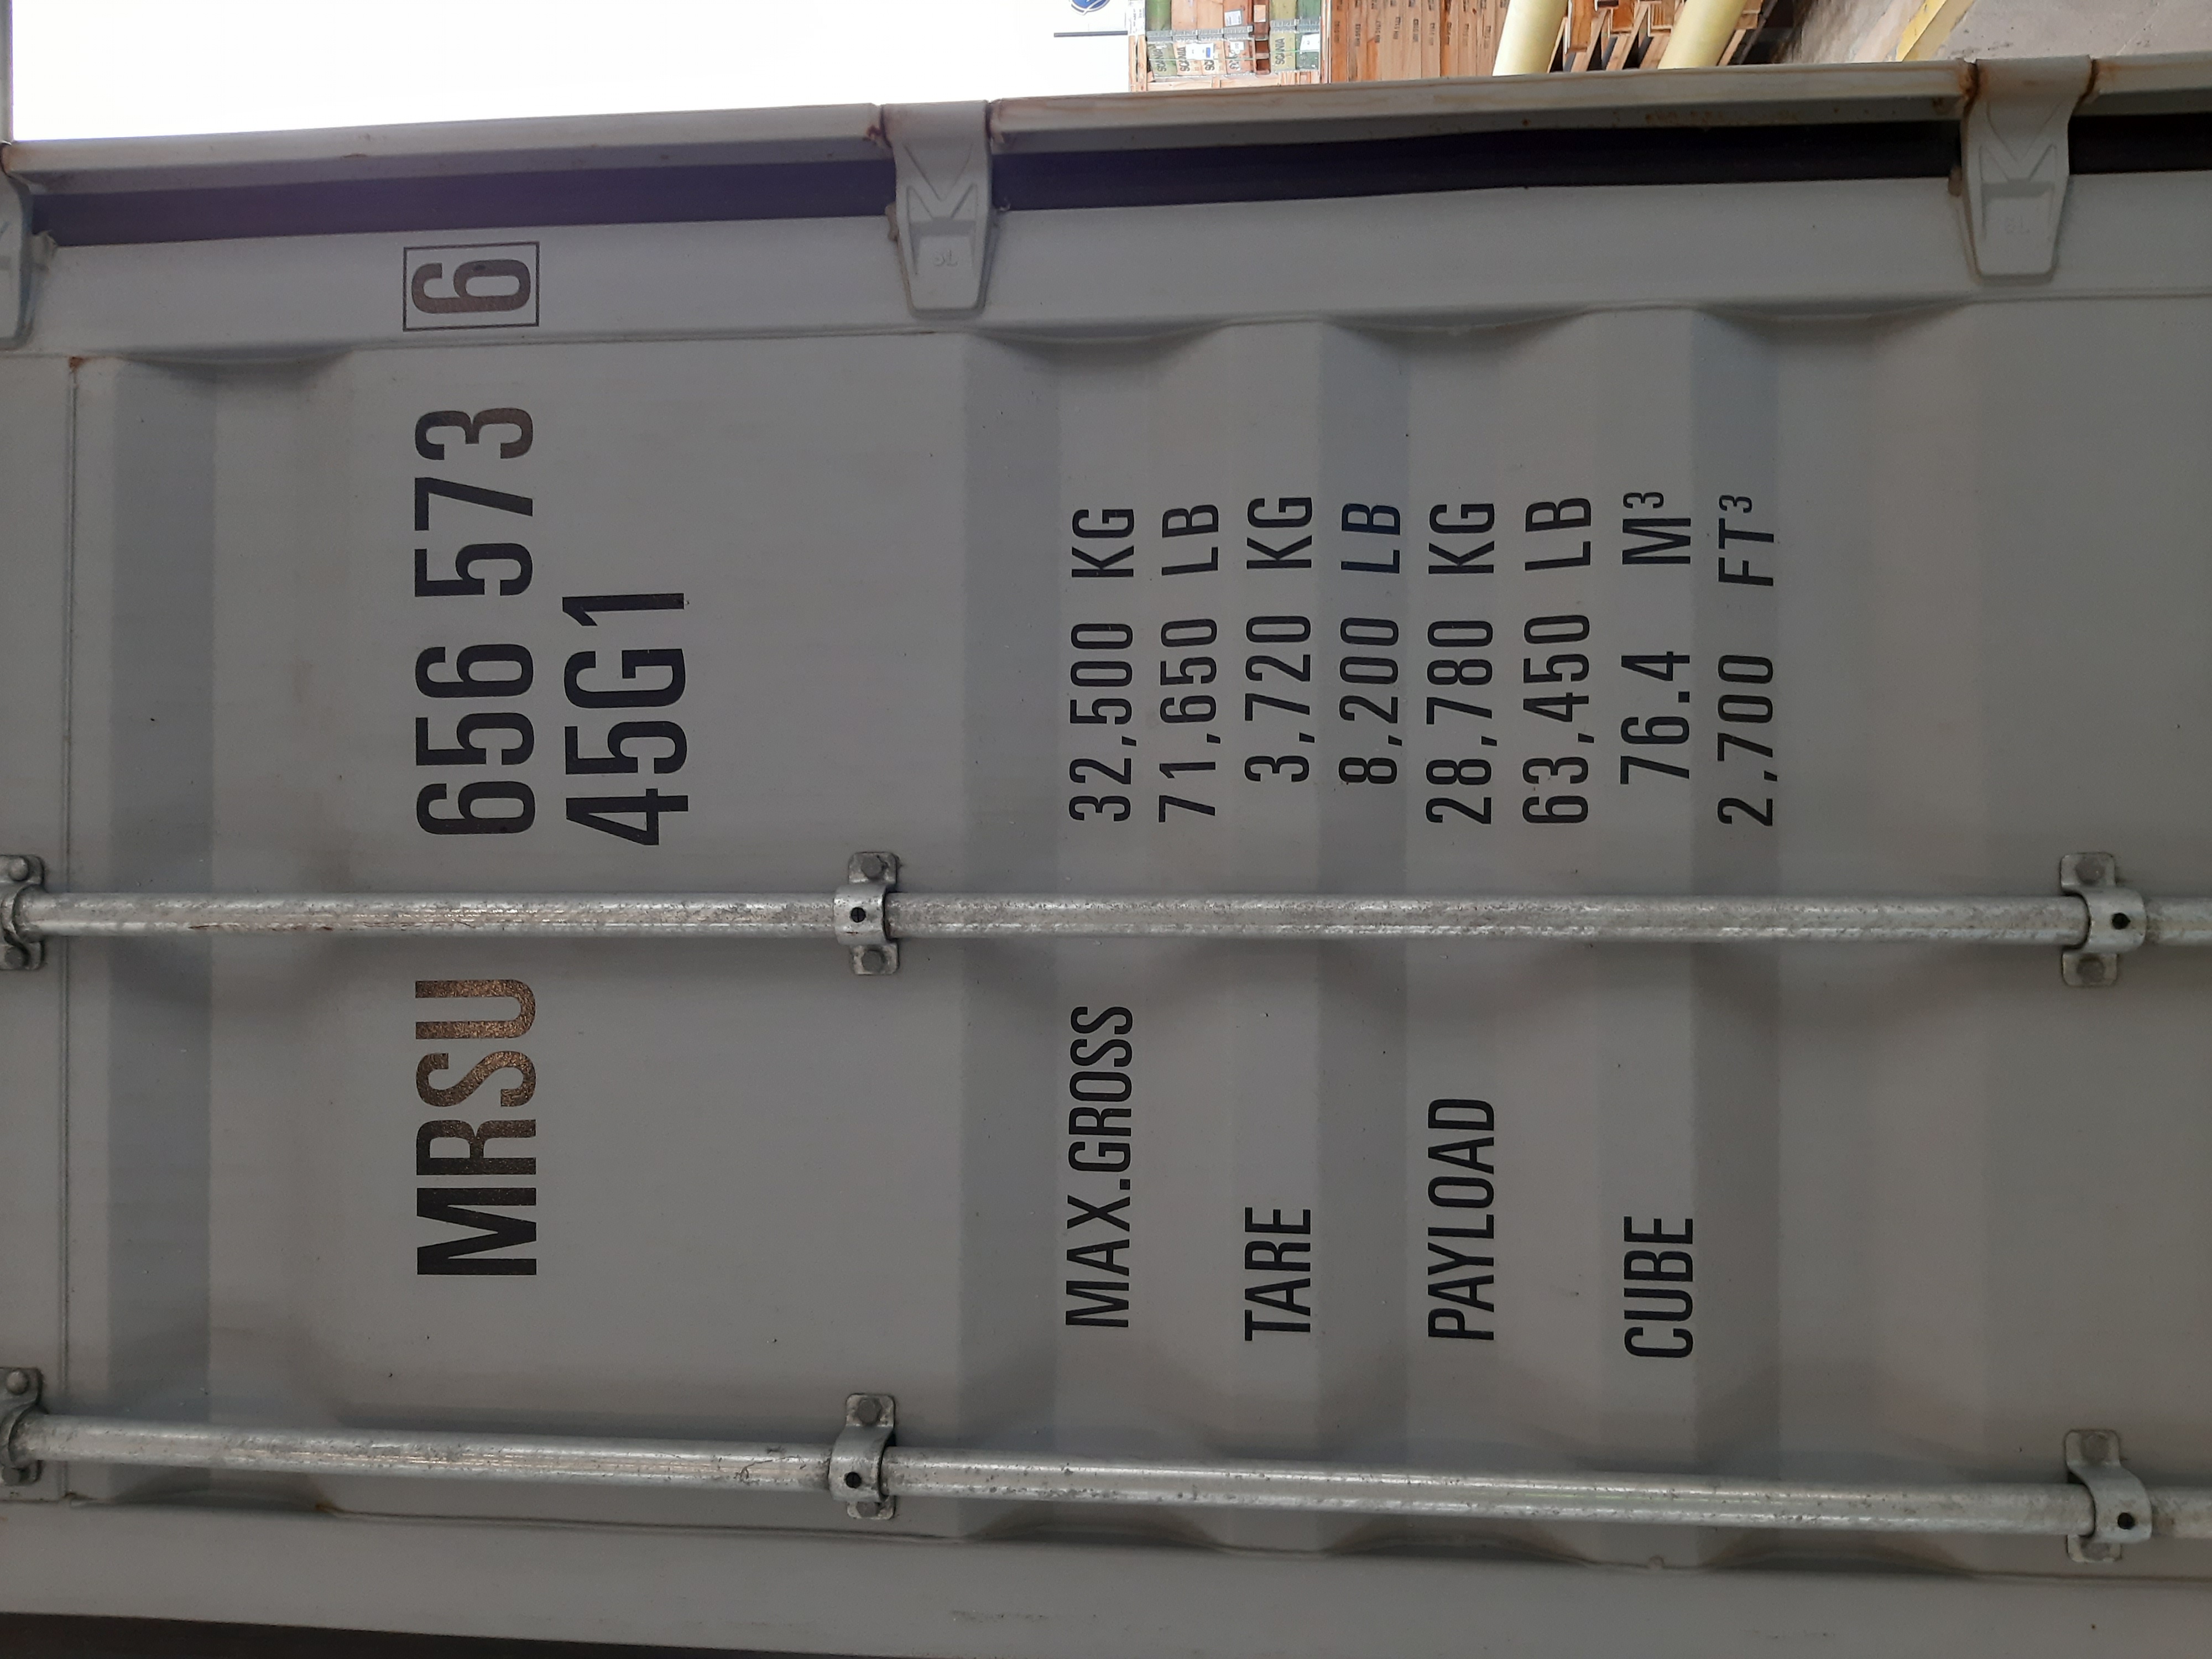 MRSU 656 573 6
45G1
MAX.GROSS 32,500 KG
71,650 LB
TARE 3,720 KG
8,200 LB
PAYLOAD 28,780 KG
63,450 LB
CUBE 76.4 M³
2,700 FT³
SCANIA